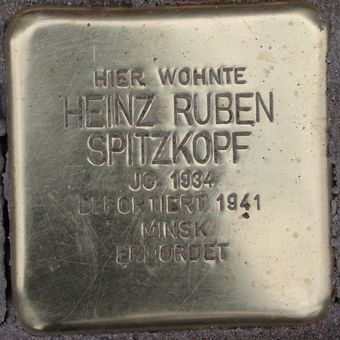 HIER WOHNTE
HEINZ RUBEN
SPITZKOPF
JG. 1934
DEPORTIERT 1941
MINSK
ERMORDET